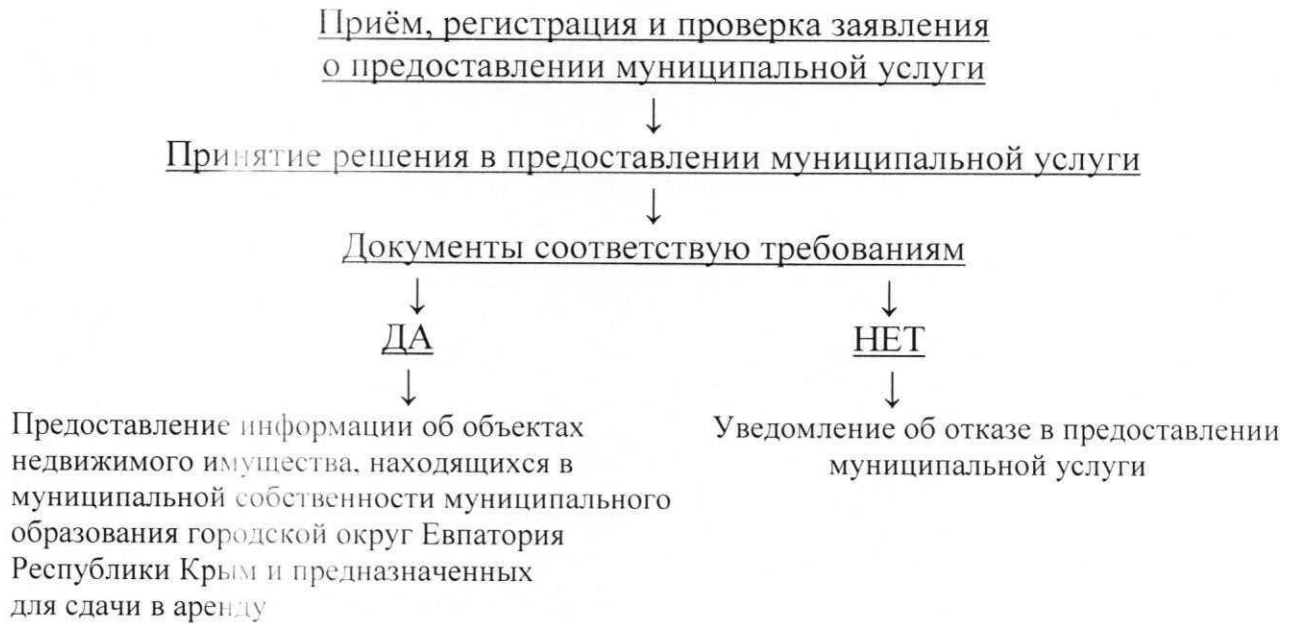 Приём, регистрация и проверка заявления
о предоставлении муниципальной услуги
↓
Принятие решения в предоставлении муниципальной услуги
↓
Документы соответствую требованиям
↓ ↓
ДА НЕТ
↓ ↓
Предоставление информации об объектах
недвижимого имущества, находящихся в
муниципальной собственности муниципального
образования городской округ Евпатория
Республики Крым и предназначенных
для сдачи в аренду
Уведомление об отказе в предоставлении
муниципальной услуги